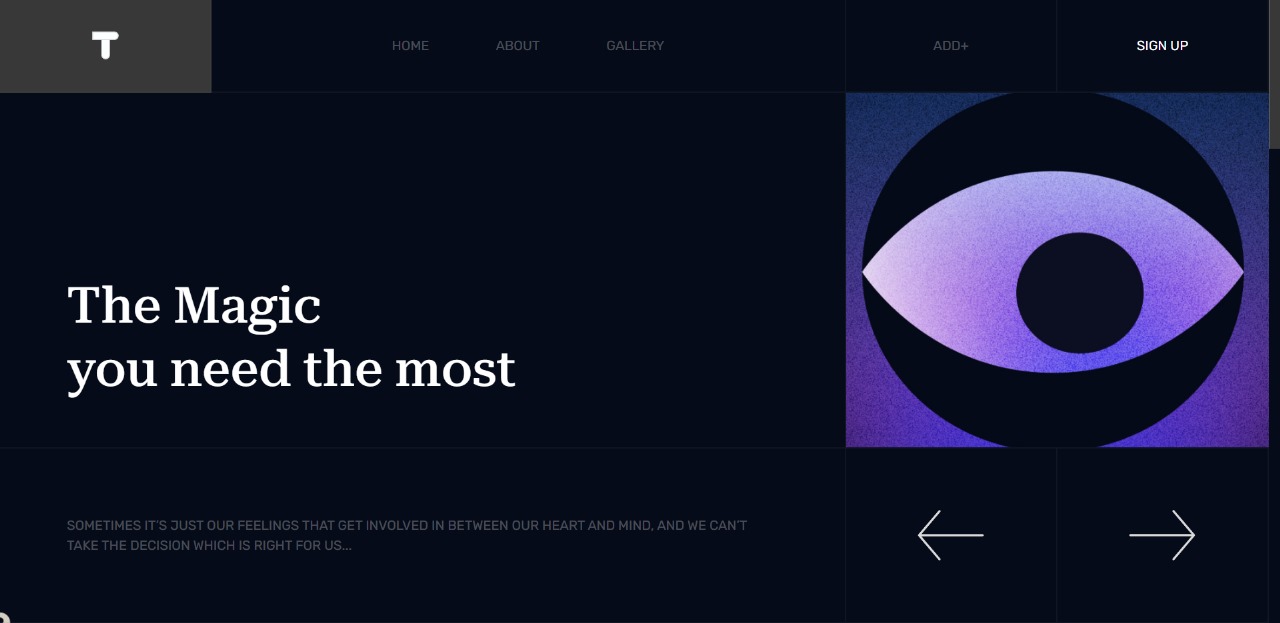 T
HOME ABOUT GALLERY ADD+ SIGN UP
The Magic
you need the most
SOMETIMES IT'S JUST OUR FEELINGS THAT GET INVOLVED IN BETWEEN OUR HEART AND MIND, AND WE CAN'T
TAKE THE DECISION WHICH IS RIGHT FOR US...